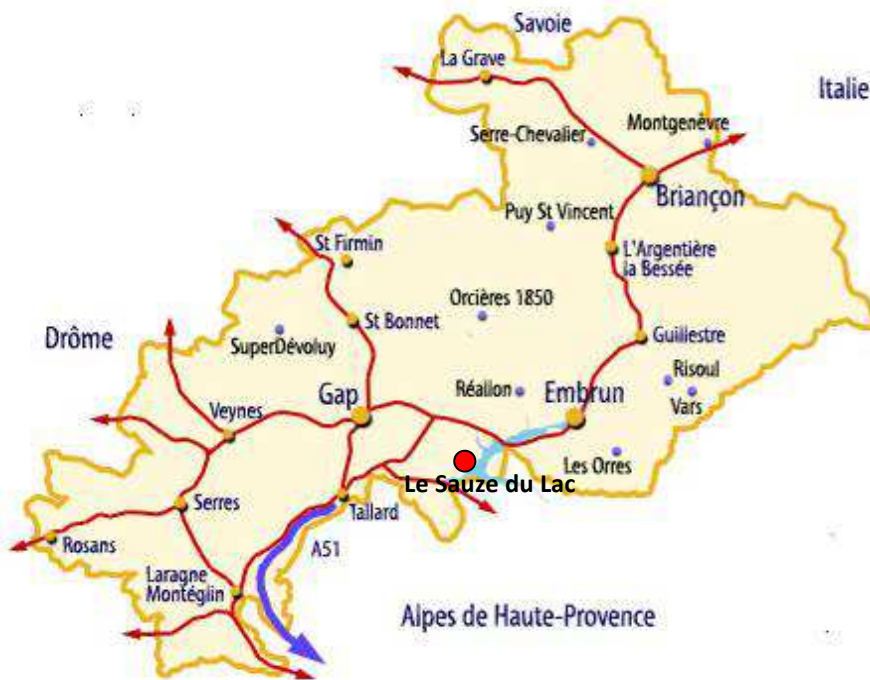 Savoie
La Grave
Italie
Serre-Chevalier
Montgenèvre
Briançon
Puy St Vincent
St Firmin
L'Argentière
la Bessée
Orcières 1850
St Bonnet
Drôme
SuperDévoluy
Guillestre
Risoul
Réallon
Embrun
Gap
Vars
Veynes
Les Orres
Le Sauze du Lac
Serres
Tallard
Rosans
A51
Laragne
Montéglin
Alpes de Haute-Provence